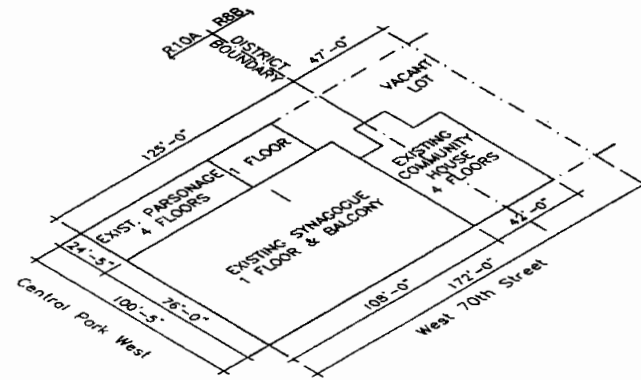 R10A R8B
DISTRICT
BOUNDARY
47'-0"
VACANT
LOT
125'-0"
1 FLOOR
EXIST. PARSONAGE
4 FLOORS
EXISTING
COMMUNITY
HOUSE
4 FLOORS
EXISTING SYNAGOGUE
1 FLOOR & BALCONY
24'-5"
76'-0"
100'-5"
Central Park West
42'-0"
108'-0"
172'-0"
West 70th Street